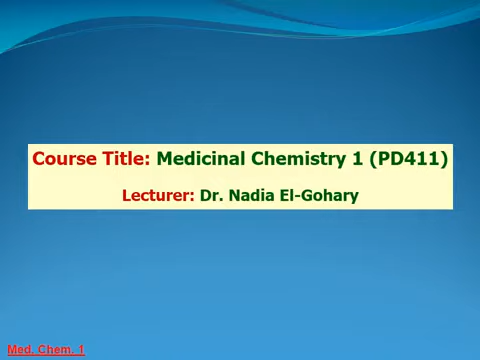 Course Title: Medicinal Chemistry 1 (PD411)
Lecturer: Dr. Nadia El-Gohary
Med. Chem. 1